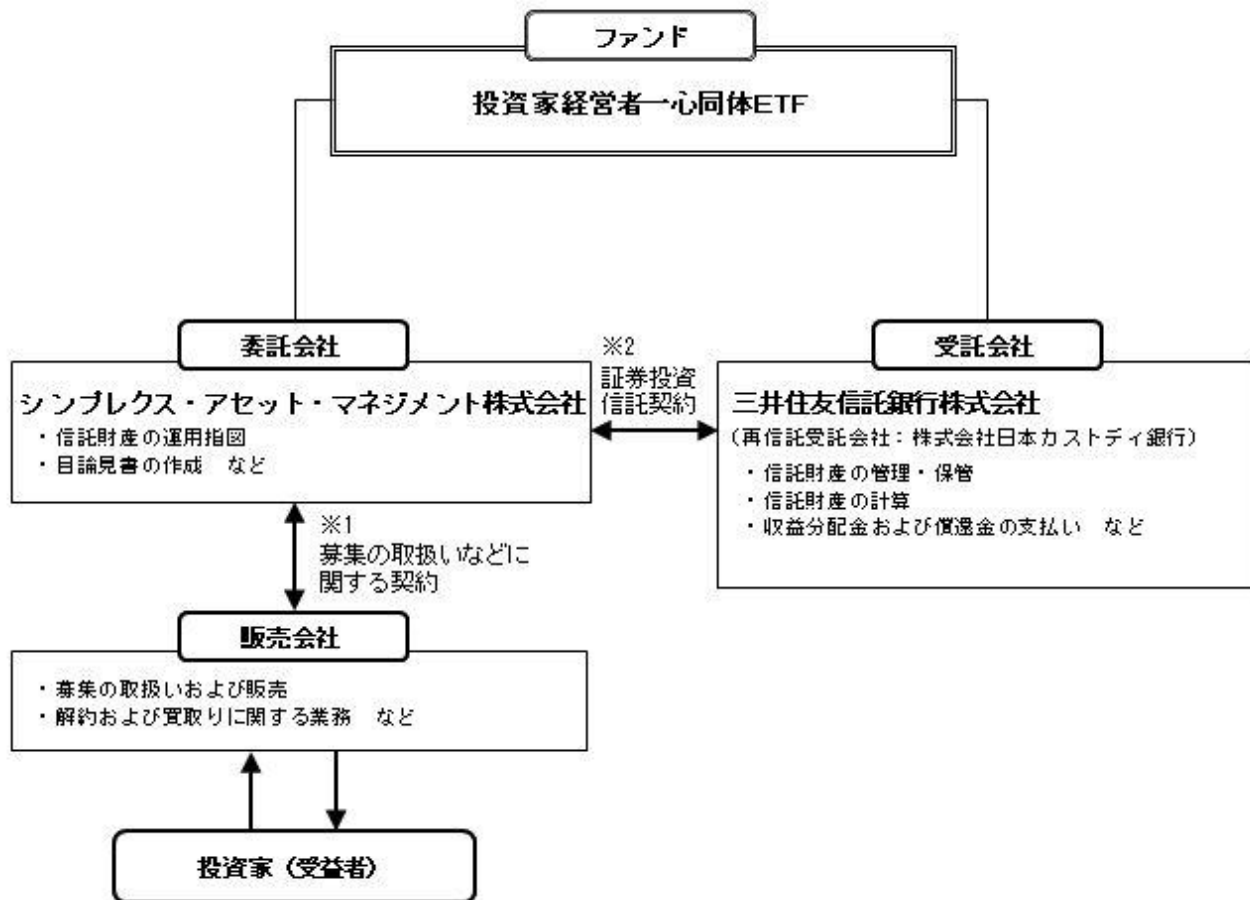 ファンド
投資家経営者一心同体ETF
委託会社
シンプレクス・アセット・マネジメント株式会社
・信託財産の運用指図
・目論見書の作成　など
※2
証券投資
信託契約
受託会社
三井住友信託銀行株式会社
（再信託受託会社：株式会社日本カストディ銀行）
・信託財産の管理・保管
・信託財産の計算
・収益分配金および償還金の支払い　など
※1
募集の取扱いなどに
関する契約
販売会社
・募集の取扱いおよび販売
・解約および買取りに関する業務　など
投資家（受益者）